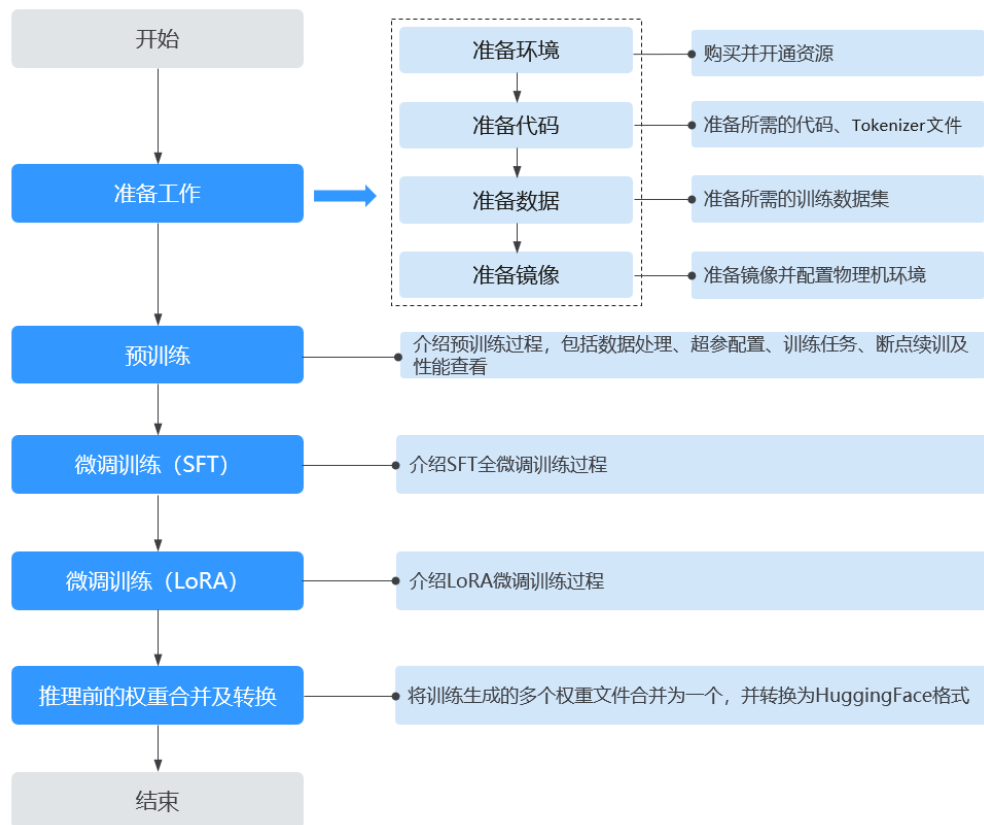 开始
准备工作
准备环境
购买并开通资源
准备代码
准备所需的代码、Tokenizer文件
准备数据
准备所需的训练数据集
准备镜像
准备镜像并配置物理机环境
预训练
介绍预训练过程，包括数据处理、超参配置、训练任务、断点续训及
性能查看
微调训练（SFT）
介绍SFT全微调训练过程
微调训练（LoRA）
介绍LoRA微调训练过程
推理前的权重合并及转换
将训练生成的多个权重文件合并为一个，并转换为HuggingFace格式
结束